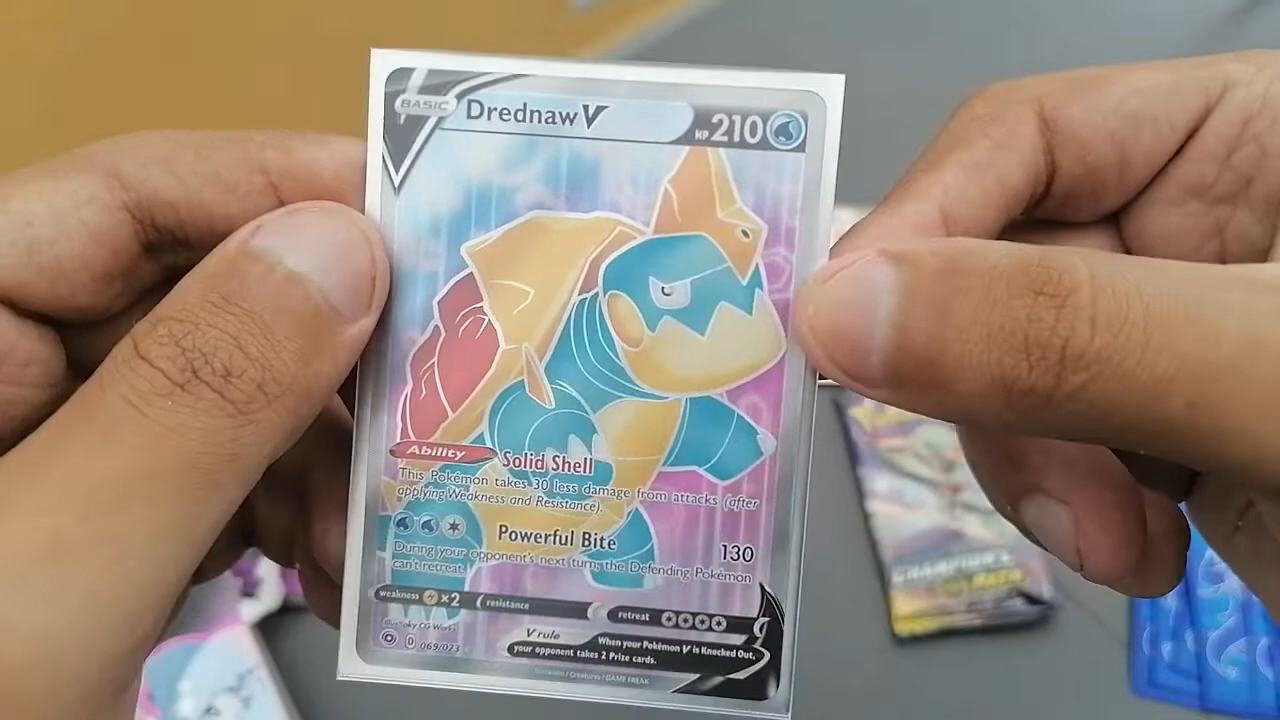 BASIC
Drednaw V
HP 210
Ability
Solid Shell
This Pokémon takes 30 less damage from attacks (after
applying Weakness and Resistance).
Powerful Bite 130
During your opponent's next turn, the Defending Pokémon
can't retreat.
weakness ×2 resistance retreat
V rule When your Pokémon V is Knocked Out,
your opponent takes 2 Prize cards.
D 069/073
CHAMPION'S
PATH